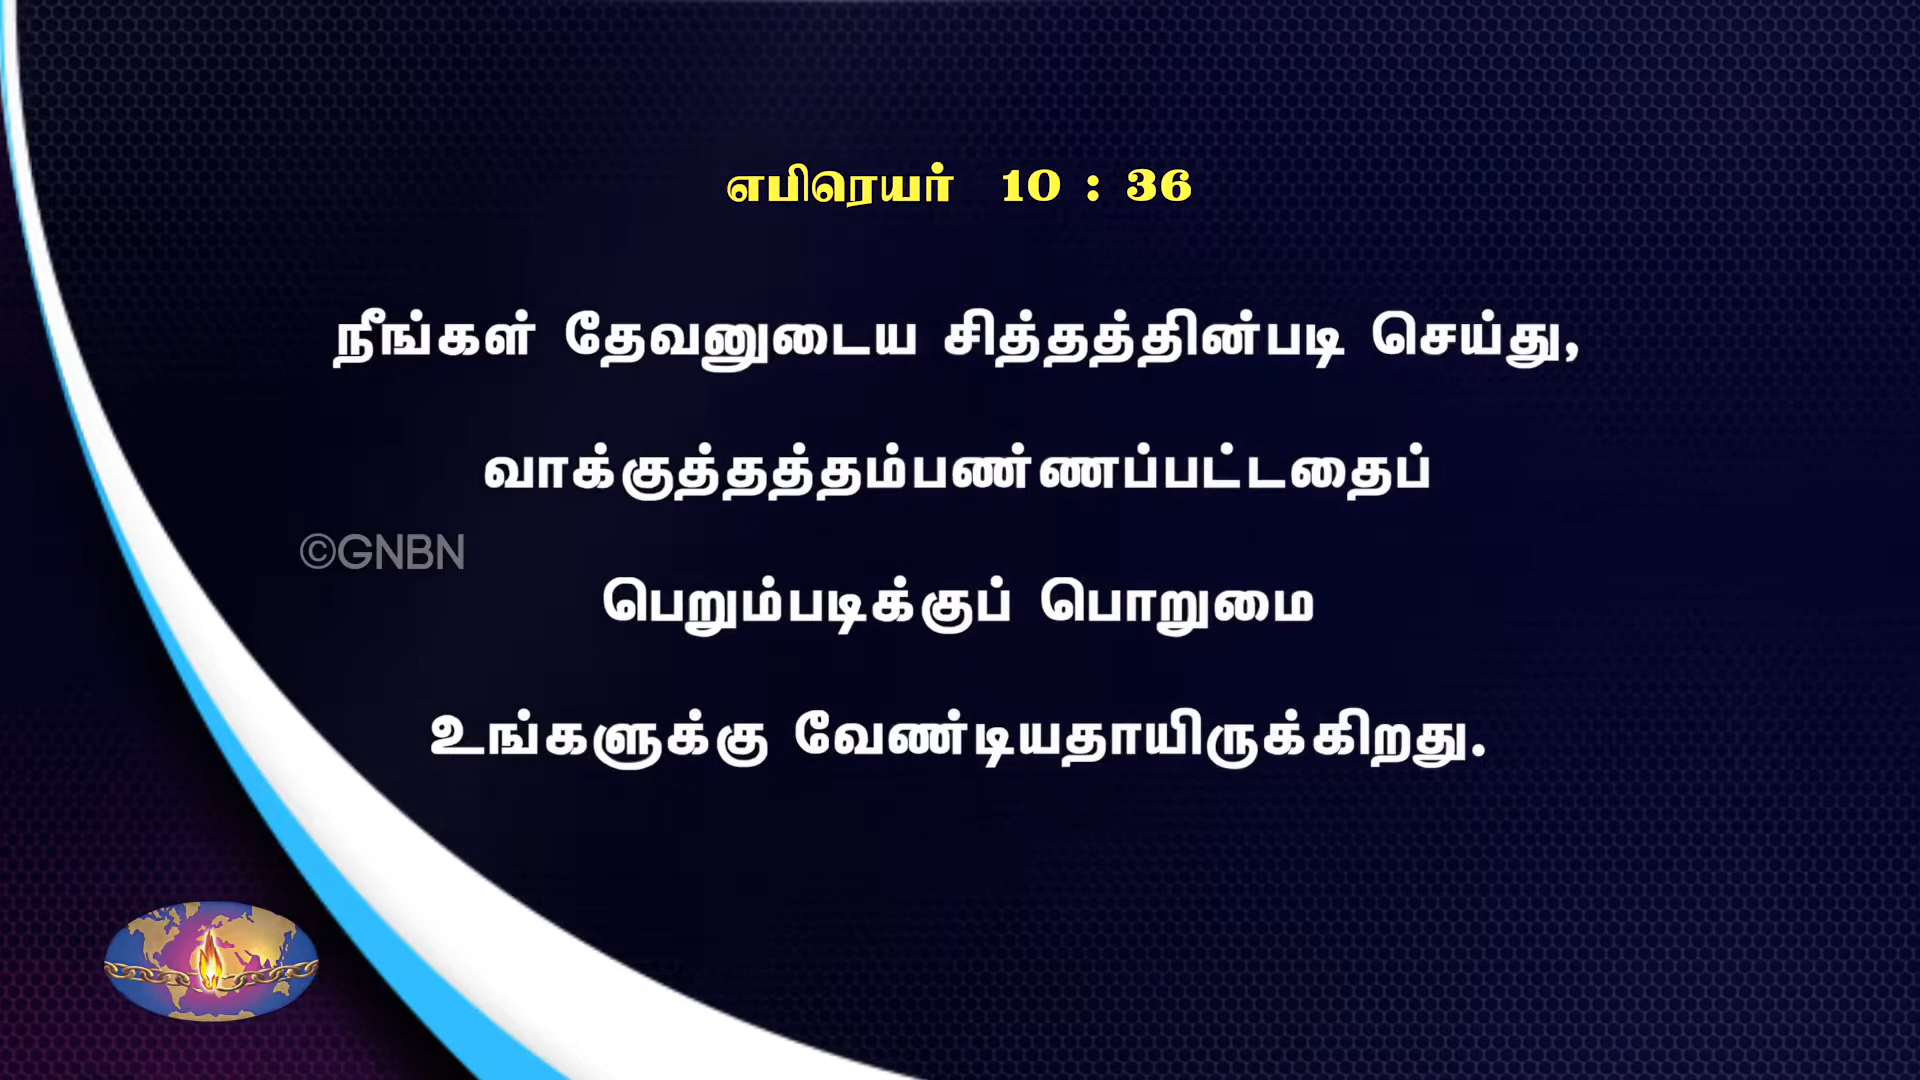 எபிரெயர் 10 : 36
நீங்கள் தேவனுடைய சித்தத்தின்படி செய்து,
வாக்குத்தத்தம்பண்ணப்பட்டதைப்
©GNBN
பெறும்படிக்குப் பொறுமை
உங்களுக்கு வேண்டியதாயிருக்கிறது.